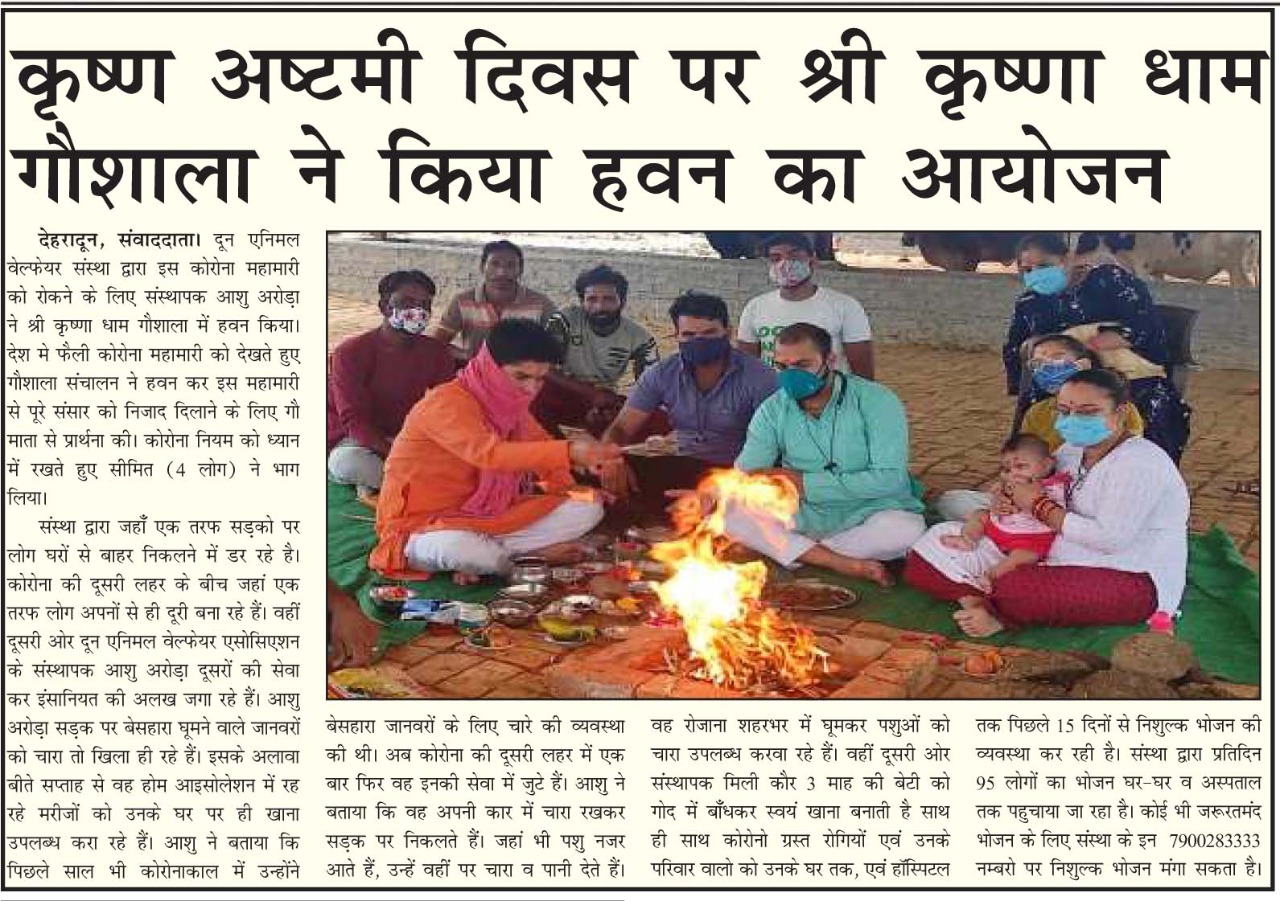 कृष्ण अष्टमी दिवस पर श्री कृष्णा धाम
गौशाला ने किया हवन का आयोजन
देहरादून, संवाददाता। दून एनिमल
वेल्फेयर संस्था द्वारा इस कोरोना महामारी
को रोकने के लिए संस्थापक आशु अरोड़ा
ने श्री कृष्णा धाम गौशाला में हवन किया।
देश मे फैली कोरोना महामारी को देखते हुए
गौशाला संचालन ने हवन कर इस महामारी
से पूरे संसार को निजाद दिलाने के लिए गौ
माता से प्रार्थना की। कोरोना नियम को ध्यान
में रखते हुए सीमित (4 लोग) ने भाग
लिया।
संस्था द्वारा जहाँ एक तरफ सड़को पर
लोग घरों से बाहर निकलने में डर रहे है।
कोरोना की दूसरी लहर के बीच जहां एक
तरफ लोग अपनों से ही दूरी बना रहे हैं। वहीं
दूसरी ओर दून एनिमल वेल्फेयर एसोसिएशन
के संस्थापक आशु अरोड़ा दूसरों की सेवा
कर इंसानियत की अलख जगा रहे हैं। आशु
अरोड़ा सड़क पर बेसहारा घूमने वाले जानवरों
को चारा तो खिला ही रहे हैं। इसके अलावा
बीते सप्ताह से वह होम आइसोलेशन में रह
रहे मरीजों को उनके घर पर ही खाना
उपलब्ध करा रहे हैं। आशु ने बताया कि
पिछले साल भी कोरोनाकाल में उन्होंने
बेसहारा जानवरों के लिए चारे की व्यवस्था
की थी। अब कोरोना की दूसरी लहर में एक
बार फिर वह इनकी सेवा में जुटे हैं। आशु ने
बताया कि वह अपनी कार में चारा रखकर
सड़क पर निकलते हैं। जहां भी पशु नजर
आते हैं, उन्हें वहीं पर चारा व पानी देते हैं।
वह रोजाना शहरभर में घूमकर पशुओं को
चारा उपलब्ध करवा रहे हैं। वहीं दूसरी ओर
संस्थापक मिली कौर 3 माह की बेटी को
गोद में बाँधकर स्वयं खाना बनाती है साथ
ही साथ कोरोनो ग्रस्त रोगियों एवं उनके
परिवार वालो को उनके घर तक, एवं हॉस्पिटल
तक पिछले 15 दिनों से निशुल्क भोजन की
व्यवस्था कर रही है। संस्था द्वारा प्रतिदिन
95 लोगों का भोजन घर-घर व अस्पताल
तक पहुचाया जा रहा है। कोई भी जरूरतमंद
भोजन के लिए संस्था के इन 7900283333
नम्बरो पर निशुल्क भोजन मंगा सकता है।